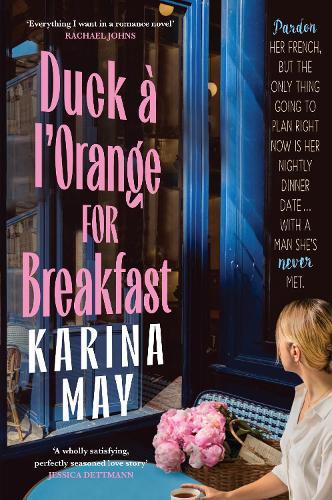 'Everything I want in a romance novel'
RACHAEL JOHNS
Duck à
l'Orange
FOR
Breakfast
KARINA
MAY
'A wholly satisfying,
perfectly seasoned love story'
JESSICA DETTMANN
Pardon
HER FRENCH,
BUT THE
ONLY THING
GOING TO
PLAN RIGHT
NOW IS HER
NIGHTLY
DINNER
DATE...
WITH A
MAN SHE'S
never
MET.